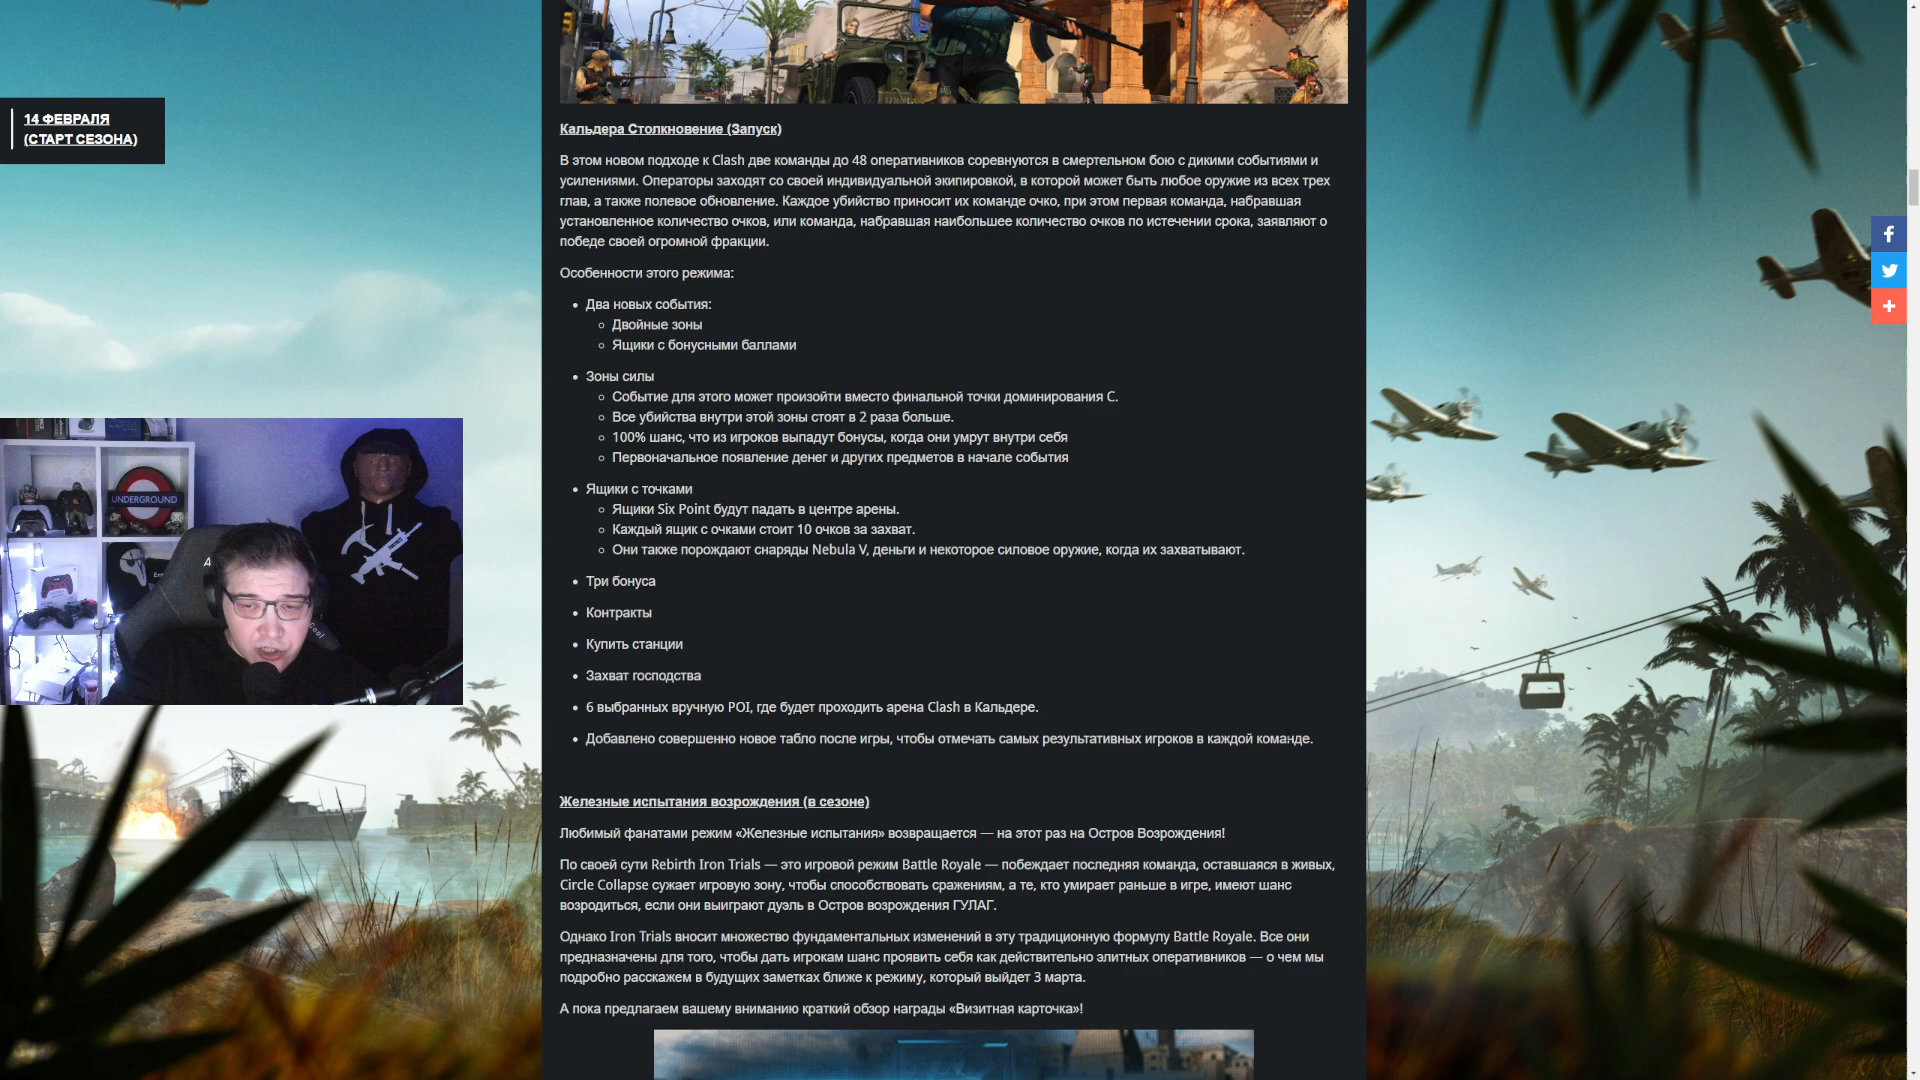 14 ФЕВРАЛЯ
(СТАРТ СЕЗОНА)
Кальдера Столкновение (Запуск)
В этом новом подходе к Clash две команды до 48 оперативников соревнуются в смертельном бою с дикими событиями и
усилениями. Операторы заходят со своей индивидуальной экипировкой, в которой может быть любое оружие из всех трех
глав, а также полевое обновление. Каждое убийство приносит их команде очко, при этом первая команда, набравшая
установленное количество очков, или команда, набравшая наибольшее количество очков по истечении срока, заявляют о
победе своей огромной фракции.
Особенности этого режима:
Два новых события:
Двойные зоны
Ящики с бонусными баллами
Зоны силы
Событие для этого может произойти вместо финальной точки доминирования C.
Все убийства внутри этой зоны стоят в 2 раза больше.
100% шанс, что из игроков выпадут бонусы, когда они умрут внутри себя
Первоначальное появление денег и других предметов в начале события
Ящики с точками
Ящики Six Point будут падать в центре арены.
Каждый ящик с очками стоит 10 очков за захват.
Они также порождают снаряды Nebula V, деньги и некоторое силовое оружие, когда их захватывают.
Три бонуса
Контракты
Купить станции
Захват господства
6 выбранных вручную POI, где будет проходить арена Clash в Кальдере.
Добавлено совершенно новое табло после игры, чтобы отмечать самых результативных игроков в каждой команде.
Железные испытания возрождения (в сезоне)
Любимый фанатами режим «Железные испытания» возвращается — на этот раз на Остров Возрождения!
По своей сути Rebirth Iron Trials — это игровой режим Battle Royale — побеждает последняя команда, оставшаяся в живых,
Circle Collapse сужает игровую зону, чтобы способствовать сражениям, а те, кто умирает раньше в игре, имеют шанс
возродиться, если они выиграют дуэль в Остров возрождения ГУЛАГ.
Однако Iron Trials вносит множество фундаментальных изменений в эту традиционную формулу Battle Royale. Все они
предназначены для того, чтобы дать игрокам шанс проявить себя как действительно элитных оперативников — о чем мы
подробно расскажем в будущих заметках ближе к режиму, который выйдет 3 марта.
А пока предлагаем вашему вниманию краткий обзор награды «Визитная карточка»!
UNDERGROUND